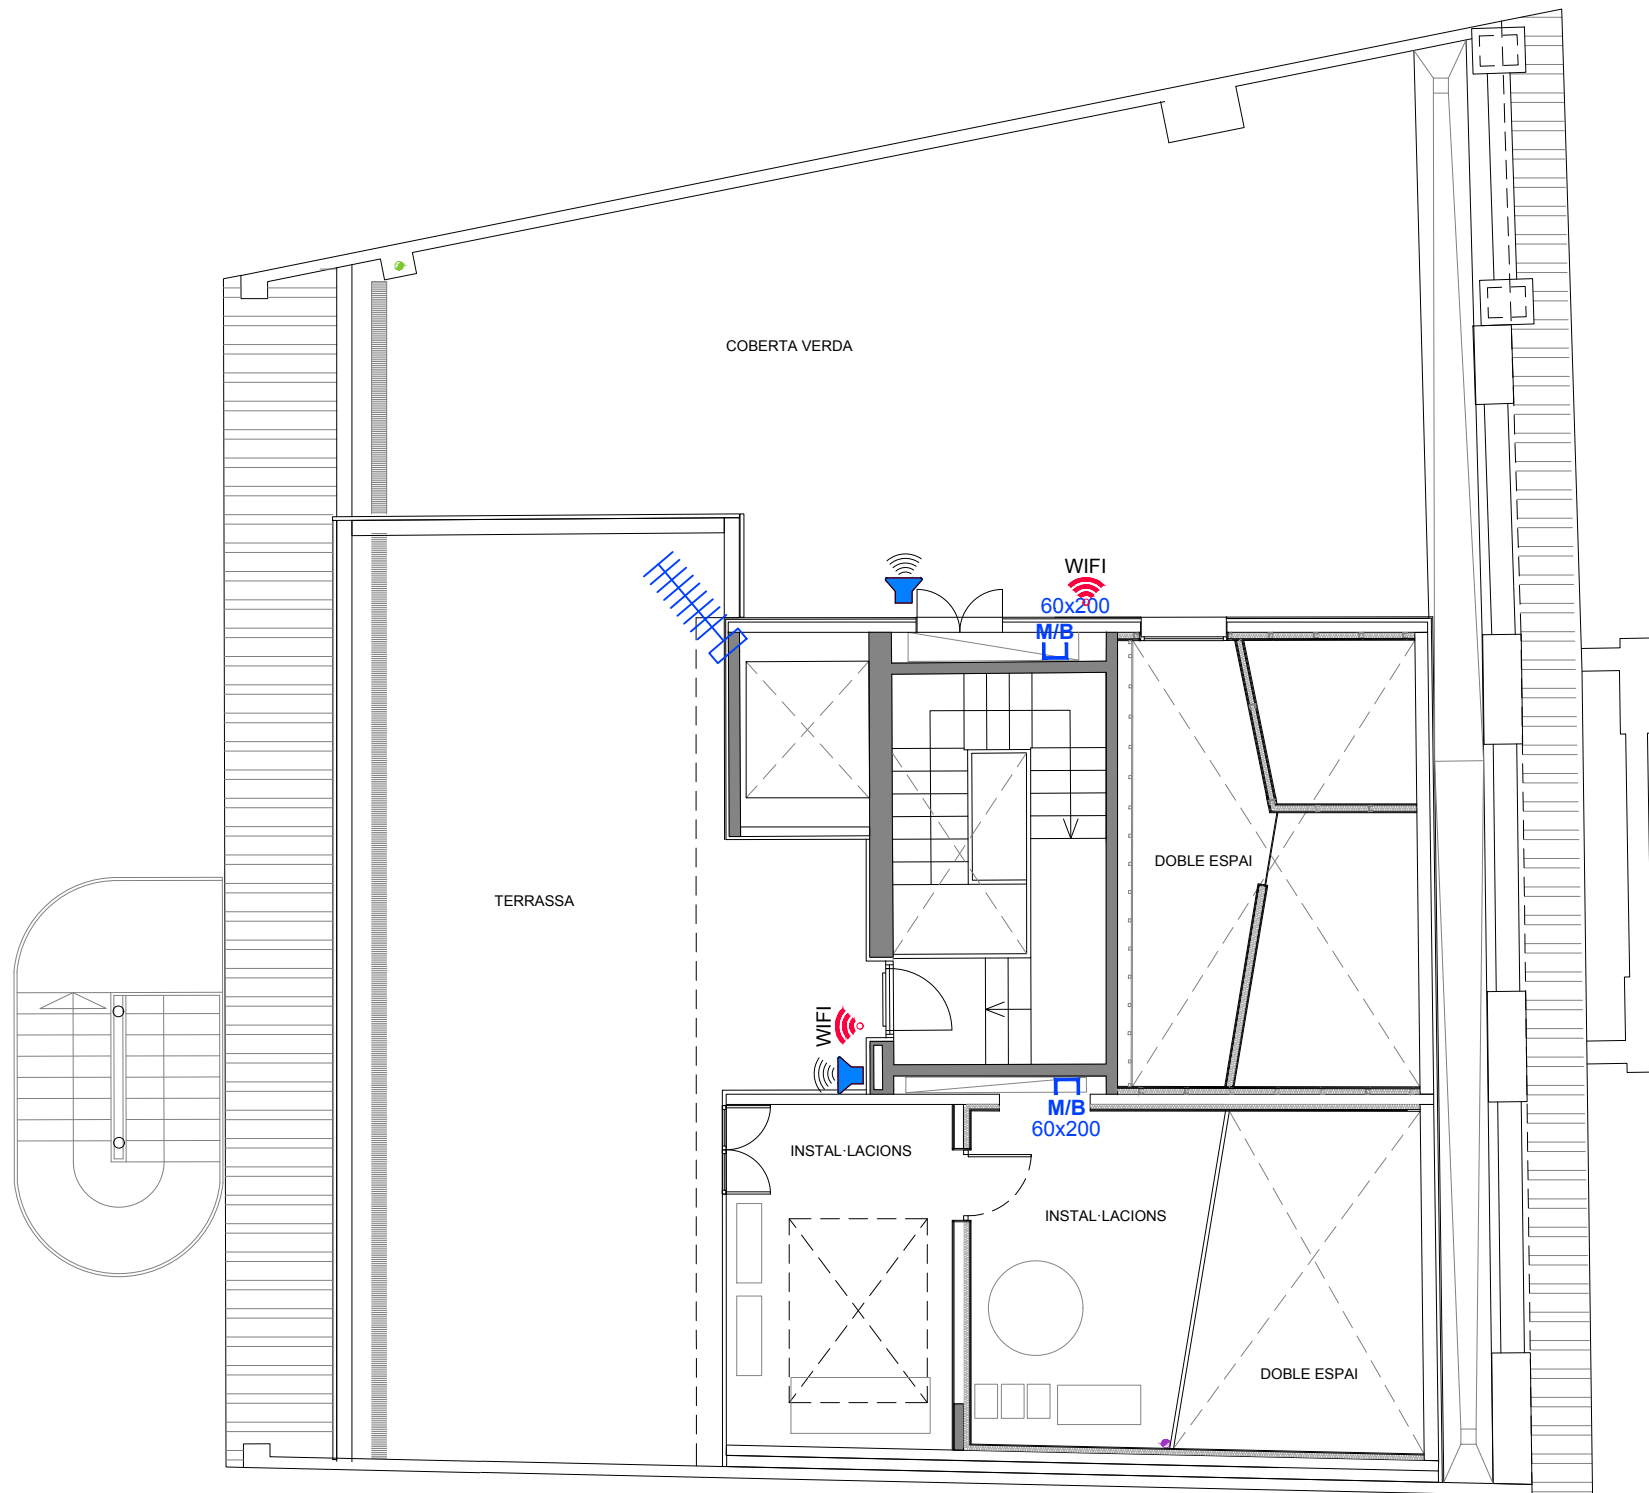 COBERTA VERDA
WIFI
60x200
M/B
DOBLE ESPAI
TERRASSA
WIFI
M/B
60x200
INSTAL·LACIONS
INSTAL·LACIONS
DOBLE ESPAI